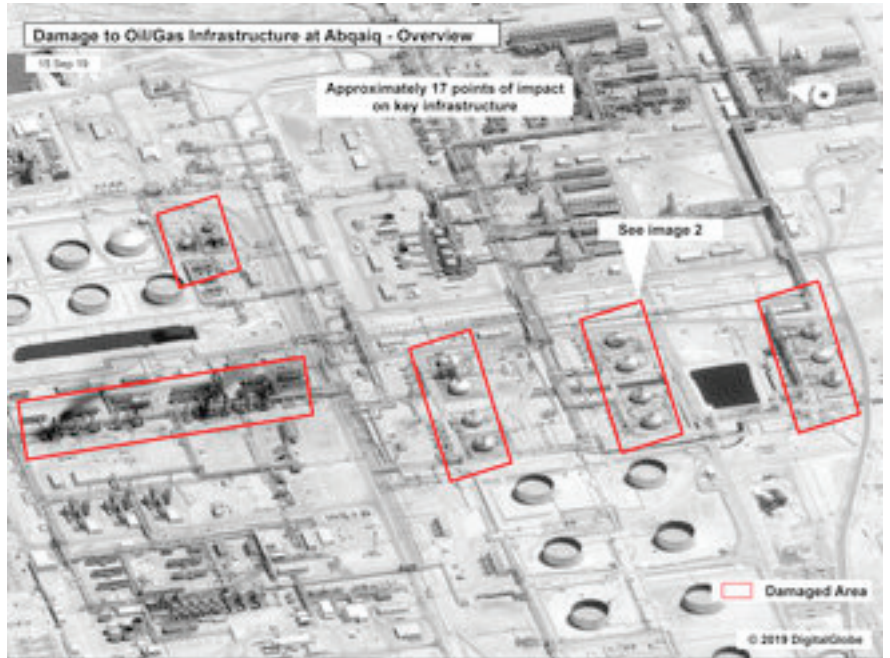 Damage to Oil/Gas Infrastructure at Abqaiq - Overview
15 Sep 19
Approximately 17 points of impact
on key infrastructure
See image 2
Damaged Area
© 2019 DigitalGlobe